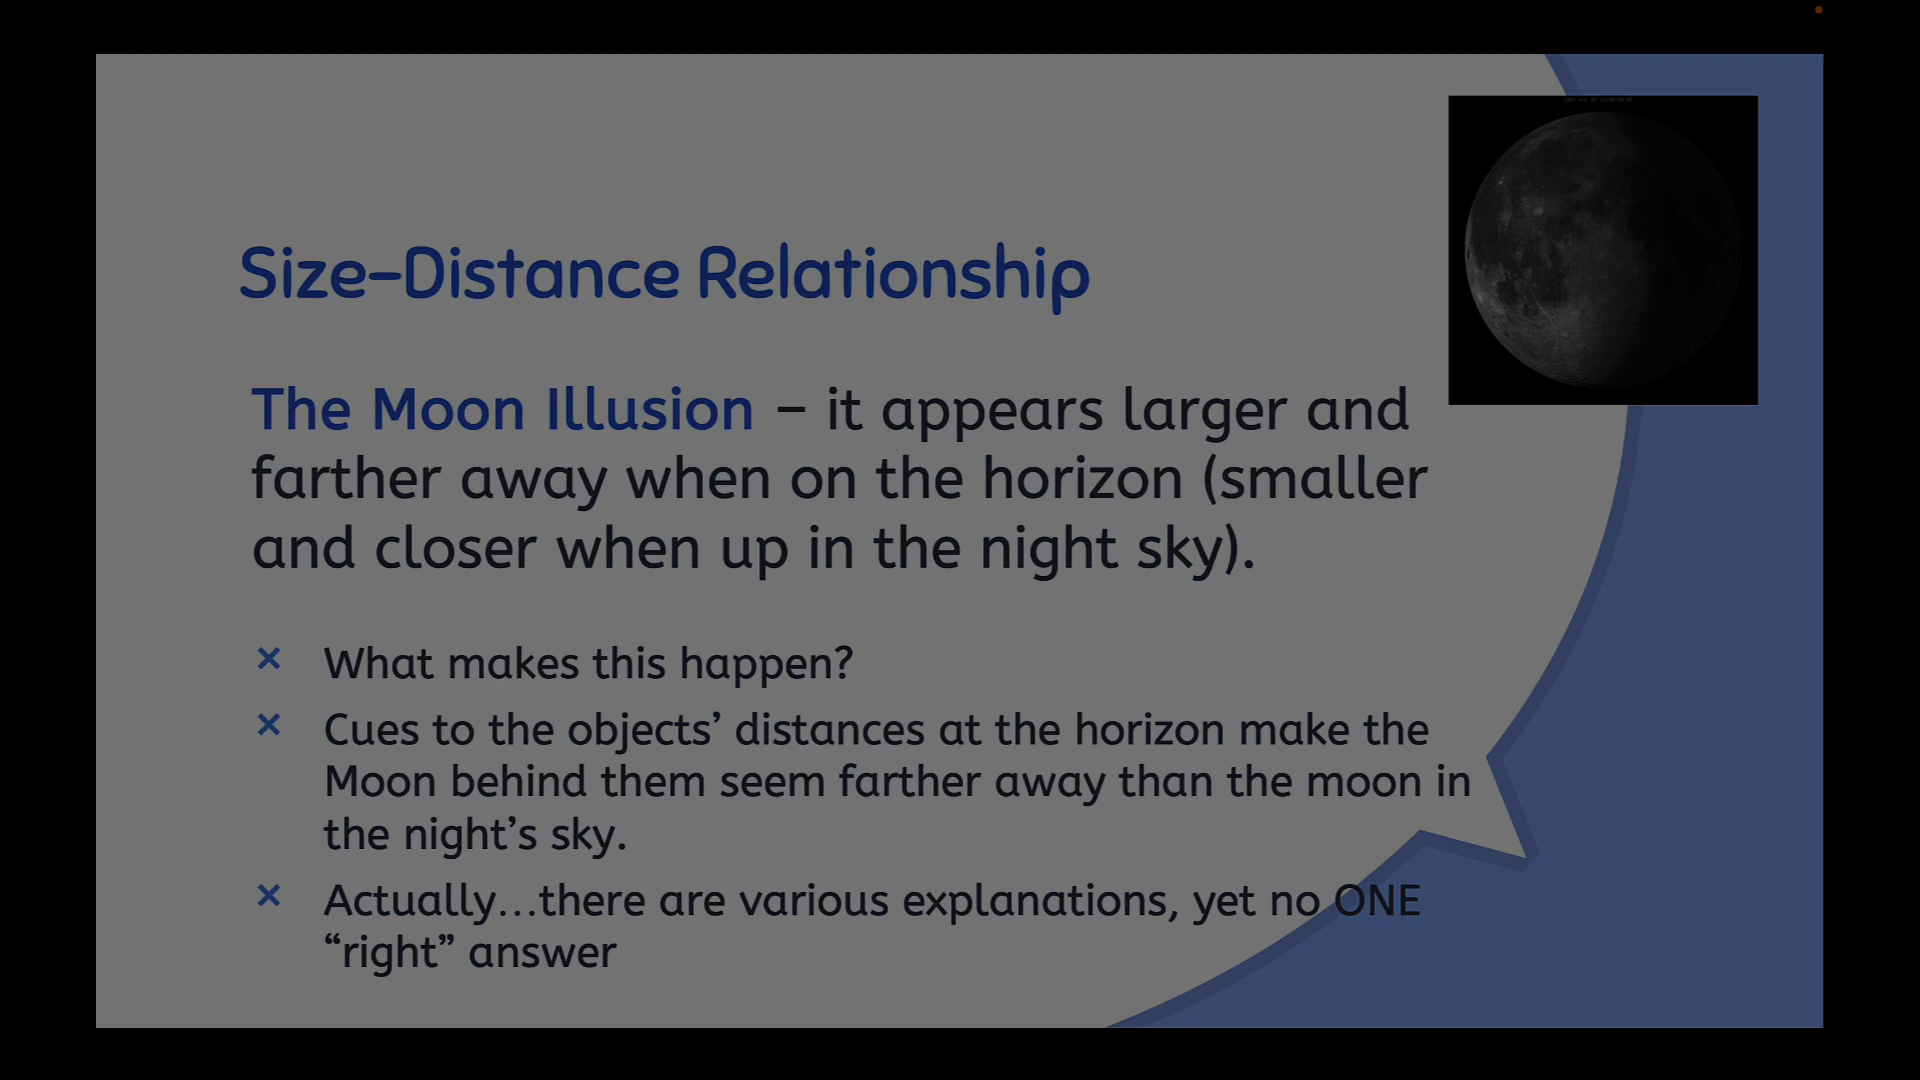 Size–Distance Relationship
The Moon Illusion – it appears larger and
farther away when on the horizon (smaller
and closer when up in the night sky).
× What makes this happen?
× Cues to the objects’ distances at the horizon make the
Moon behind them seem farther away than the moon in
the night’s sky.
× Actually…there are various explanations, yet no ONE
“right” answer